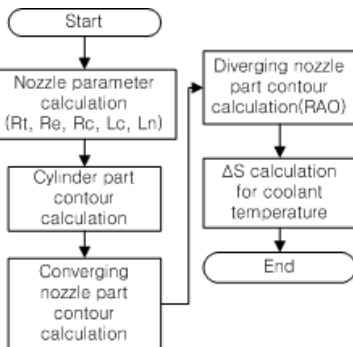 Start
Nozzle parameter
calculation
(Rt, Re, Rc, Lc, Ln)
Cylinder part
contour
calculation
Converging
nozzle part
contour
calculation
Diverging nozzle
part contour
calculation(RAO)
ΔS calculation
for coolant
temperature
End